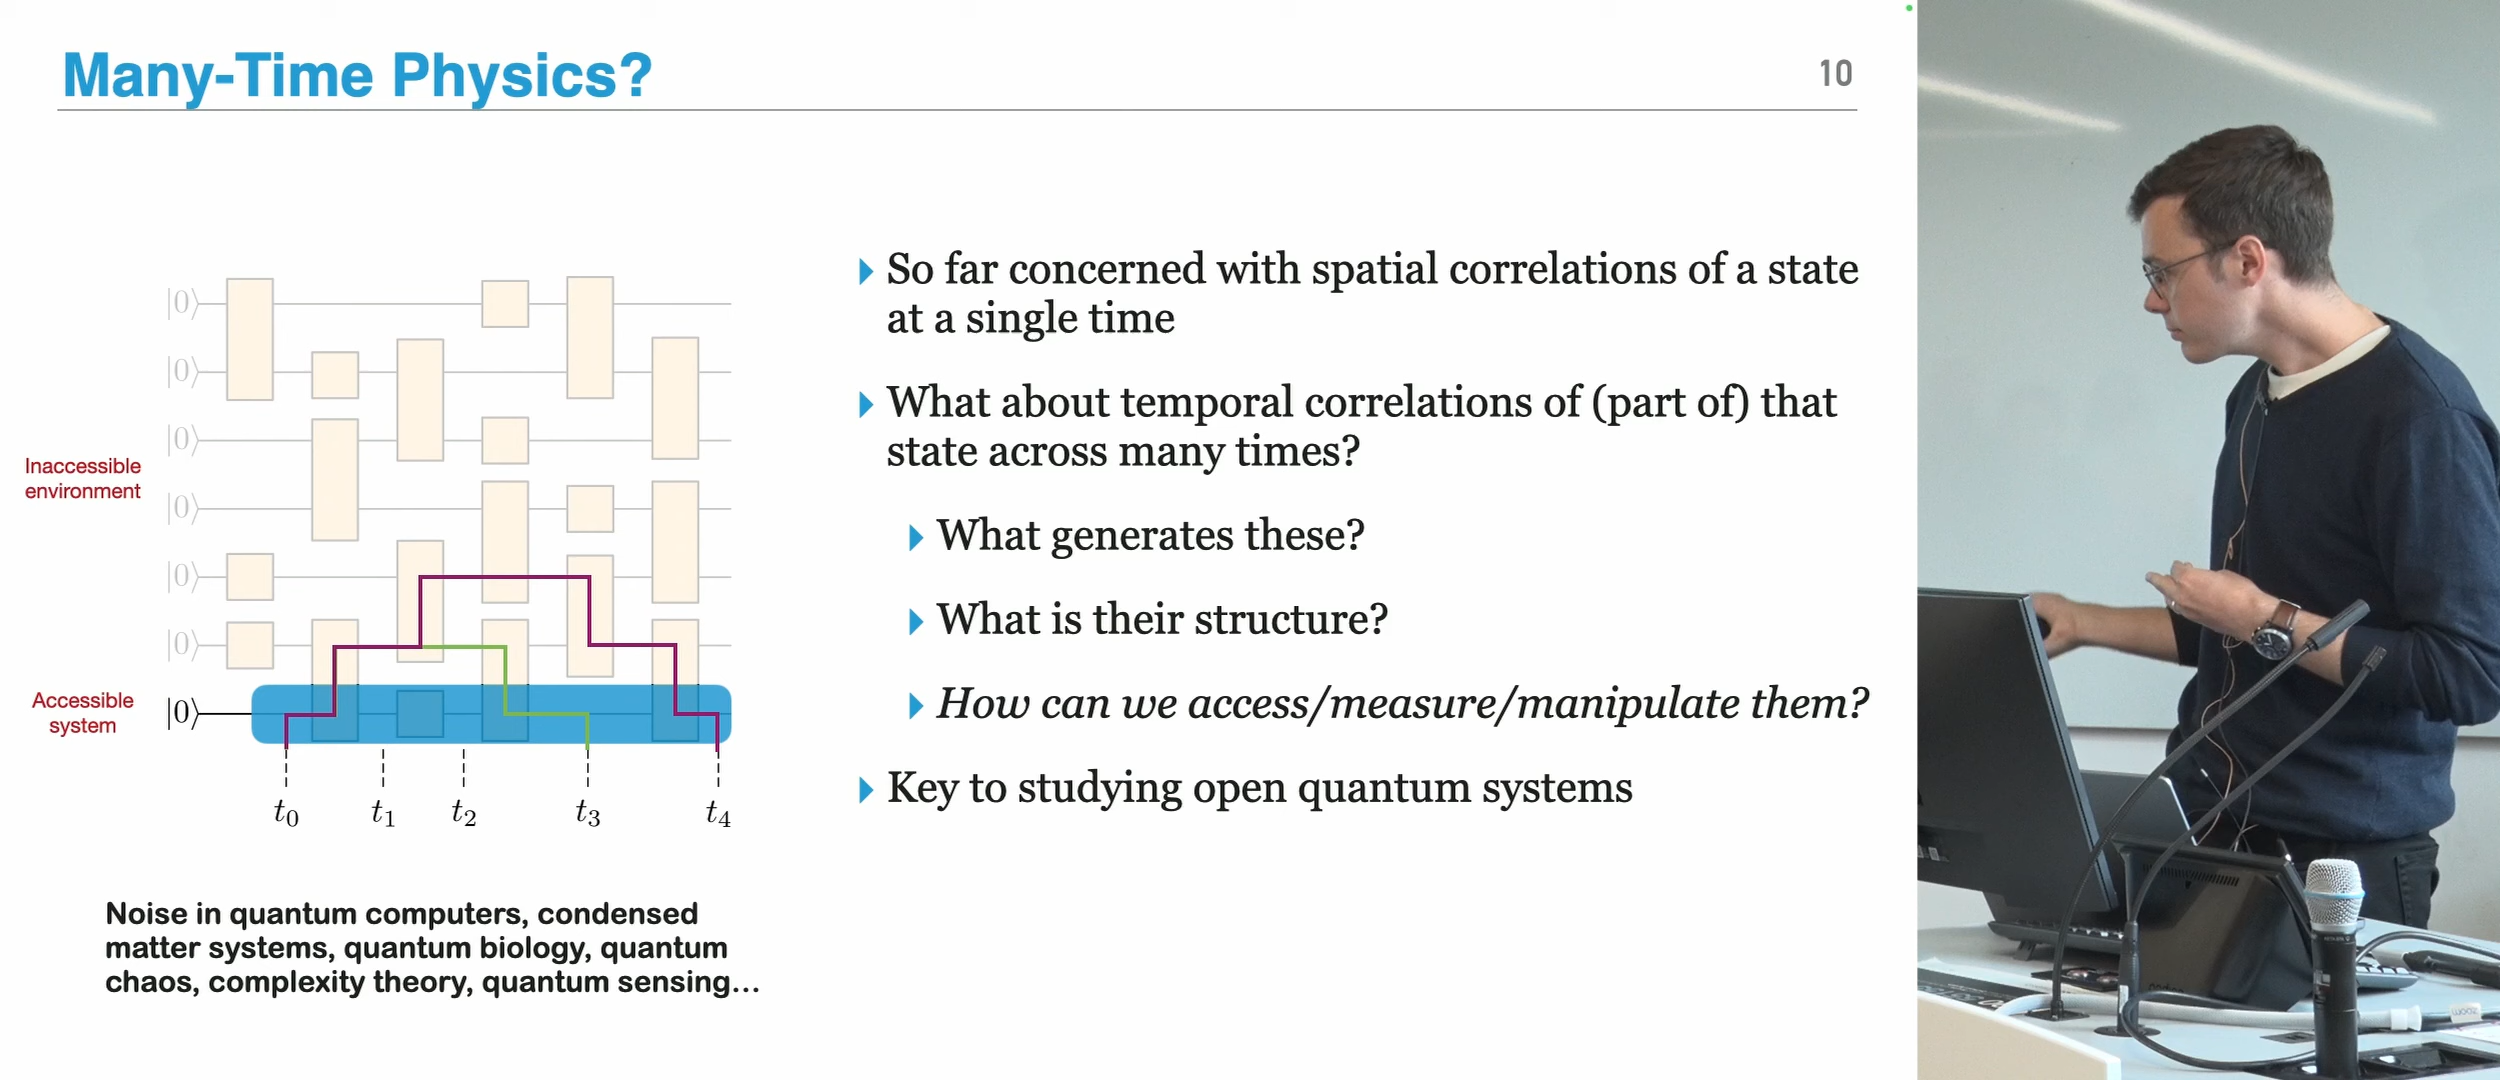 Many-Time Physics?
10
|0⟩
|0⟩
|0⟩
|0⟩
|0⟩
|0⟩
|0⟩
Inaccessible
environment
Accessible
system
t₀ t₁ t₂ t₃ t₄
Noise in quantum computers, condensed
matter systems, quantum biology, quantum
chaos, complexity theory, quantum sensing...
So far concerned with spatial correlations of a state
at a single time
What about temporal correlations of (part of) that
state across many times?
What generates these?
What is their structure?
How can we access/measure/manipulate them?
Key to studying open quantum systems
zoom